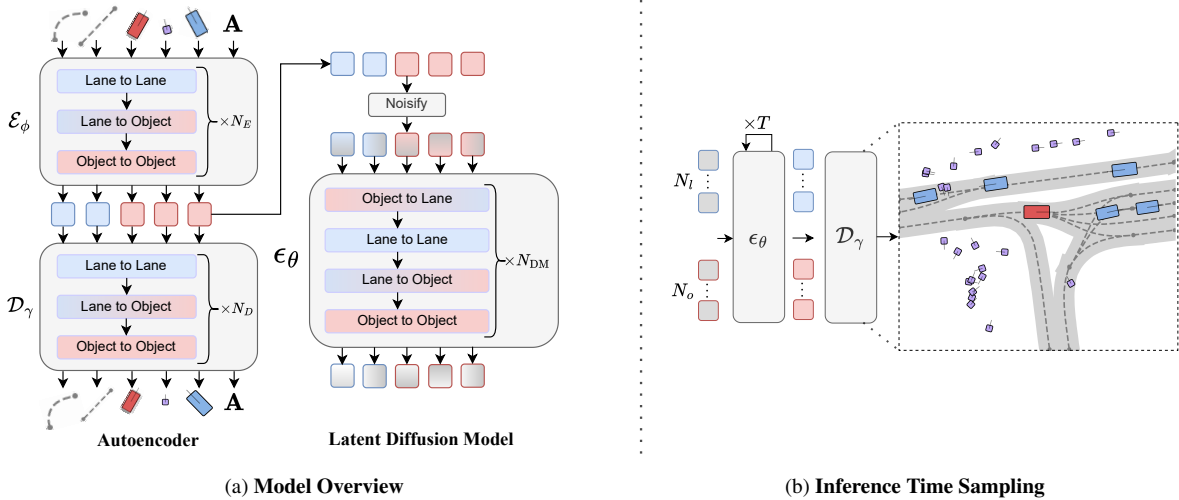 A
Lane to Lane
Lane to Object
Object to Object
×N_E
ℰ_ϕ
Lane to Lane
Lane to Object
Object to Object
×N_D
𝒟_γ
A
Autoencoder
Noisify
Object to Lane
Lane to Lane
Lane to Object
Object to Object
×N_DM
ϵ_θ
Latent Diffusion Model
(a) Model Overview
×T
N_l
N_o
ϵ_θ
𝒟_γ
(b) Inference Time Sampling